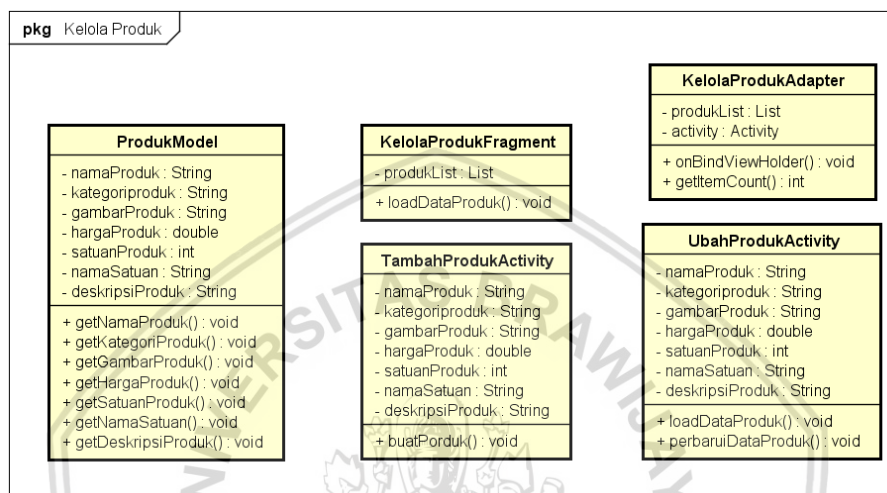 pkg Kelola Produk
ProdukModel
- namaProduk : String
- kategoriproduk : String
- gambarProduk : String
- hargaProduk : double
- satuanProduk : int
- namaSatuan : String
- deskripsiProduk : String
+ getNamaProduk() : void
+ getKategoriProduk() : void
+ getGambarProduk() : void
+ getHargaProduk() : void
+ getSatuanProduk() : void
+ getNamaSatuan() : void
+ getDeskripsiProduk() : void
KelolaProdukFragment
- produkList : List
+ loadDataProduk() : void
TambahProdukActivity
- namaProduk : String
- kategoriproduk : String
- gambarProduk : String
- hargaProduk : double
- satuanProduk : int
- namaSatuan : String
- deskripsiProduk : String
+ buatPorduk() : void
KelolaProdukAdapter
- produkList : List
- activity : Activity
+ onBindViewHolder() : void
+ getItemCount() : int
UbahProdukActivity
- namaProduk : String
- kategoriproduk : String
- gambarProduk : String
- hargaProduk : double
- satuanProduk : int
- namaSatuan : String
- deskripsiProduk : String
+ loadDataProduk() : void
+ perbaruiDataProduk() : void